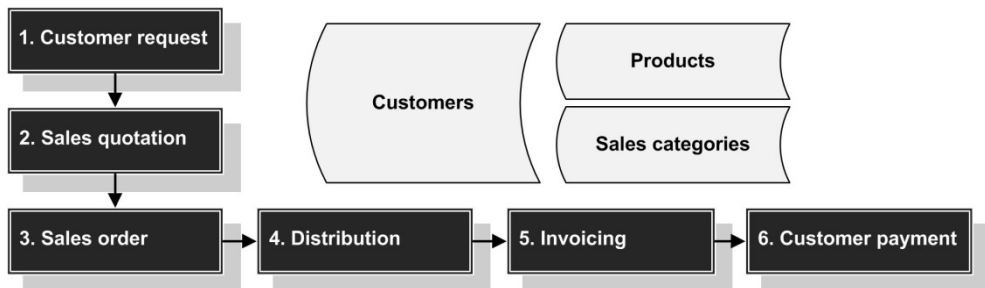 1. Customer request
Customers
Products
2. Sales quotation
Sales categories
3. Sales order
4. Distribution
5. Invoicing
6. Customer payment